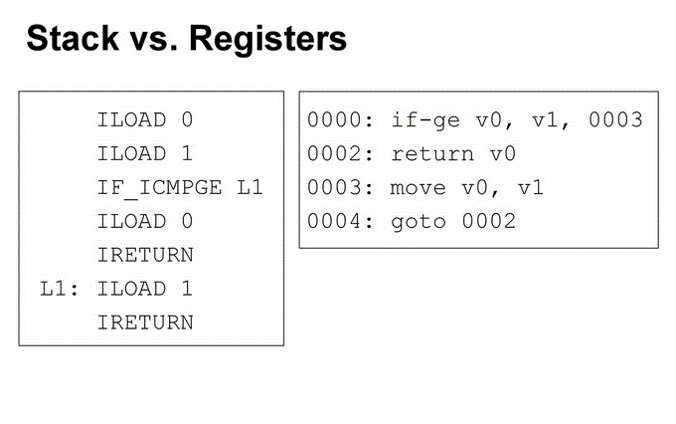 Stack vs. Registers
ILOAD 0
ILOAD 1
IF_ICMPGE L1
ILOAD 0
IRETURN
L1: ILOAD 1
IRETURN
0000: if-ge v0, v1, 0003
0002: return v0
0003: move v0, v1
0004: goto 0002